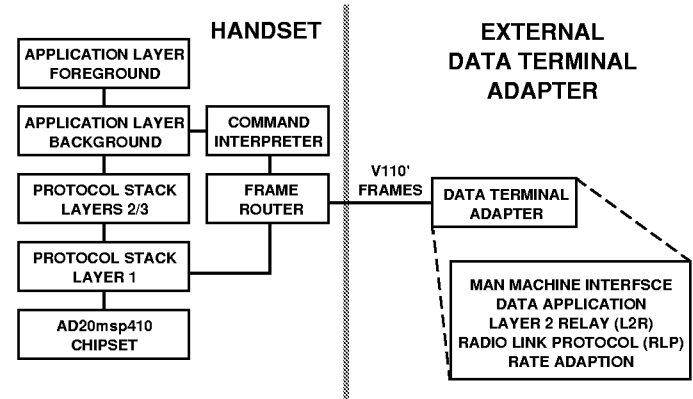 HANDSET
EXTERNAL
DATA TERMINAL
ADAPTER
APPLICATION LAYER
FOREGROUND
APPLICATION LAYER
BACKGROUND
COMMAND
INTERPRETER
PROTOCOL STACK
LAYERS 2/3
FRAME
ROUTER
V110'
FRAMES
DATA TERMINAL
ADAPTER
PROTOCOL STACK
LAYER 1
AD20msp410
CHIPSET
MAN MACHINE INTERFSCE
DATA APPLICATION
LAYER 2 RELAY (L2R)
RADIO LINK PROTOCOL (RLP)
RATE ADAPTION